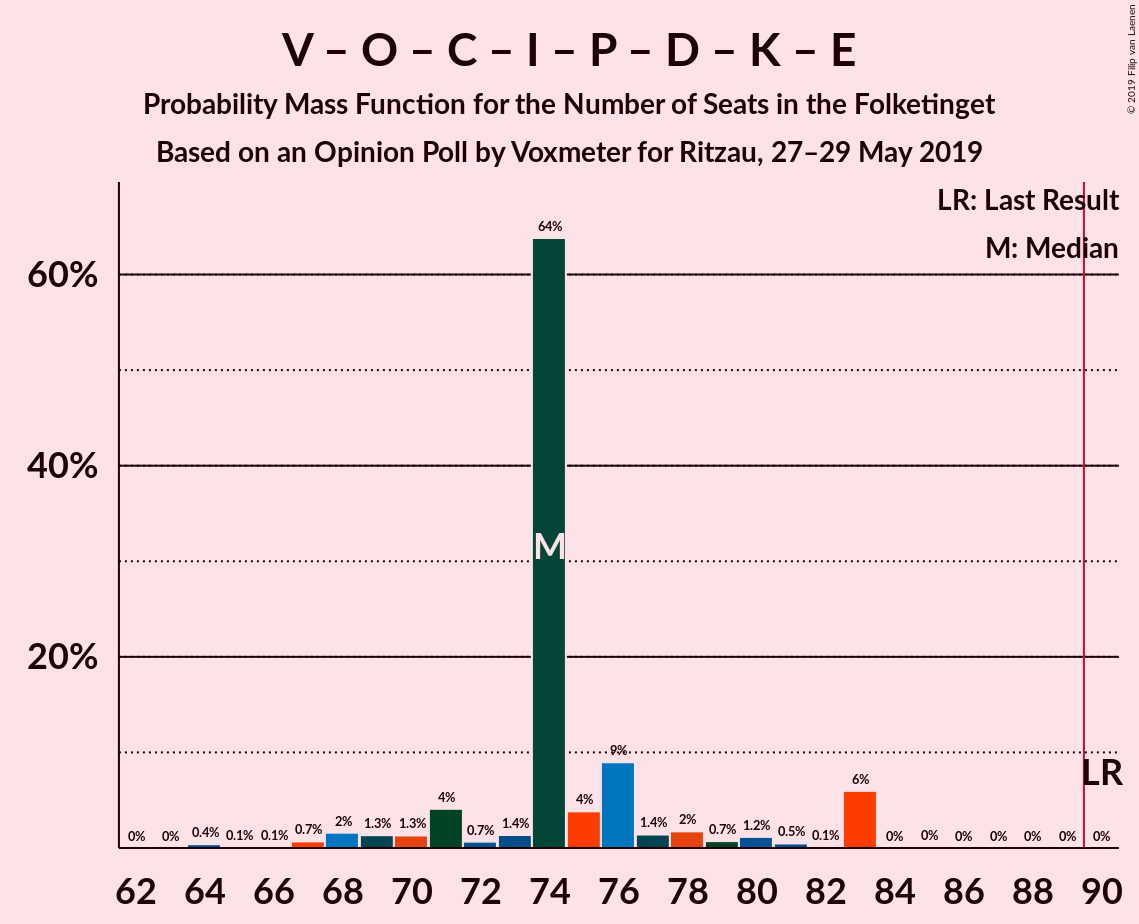 V – O – C – I – P – D – K – E
Probability Mass Function for the Number of Seats in the Folketinget
Based on an Opinion Poll by Voxmeter for Ritzau, 27–29 May 2019
© 2019 Filip van Laenen
LR: Last Result
M: Median
60%
40%
20%
0% 0% 0.4% 0.1% 0.1% 0.7% 2% 1.3% 1.3% 4% 0.7% 1.4% 64% 4% 9% 1.4% 2% 0.7% 1.2% 0.5% 0.1% 6% 0% 0% 0% 0% 0% 0% 0%
M
LR
62 64 66 68 70 72 74 76 78 80 82 84 86 88 90